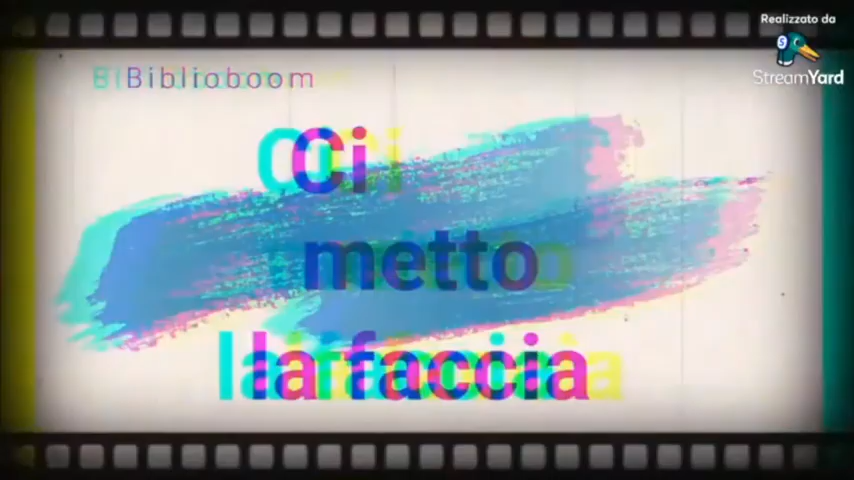 Realizzato da
StreamYard
Biblioboom
Ci
metto
la faccia